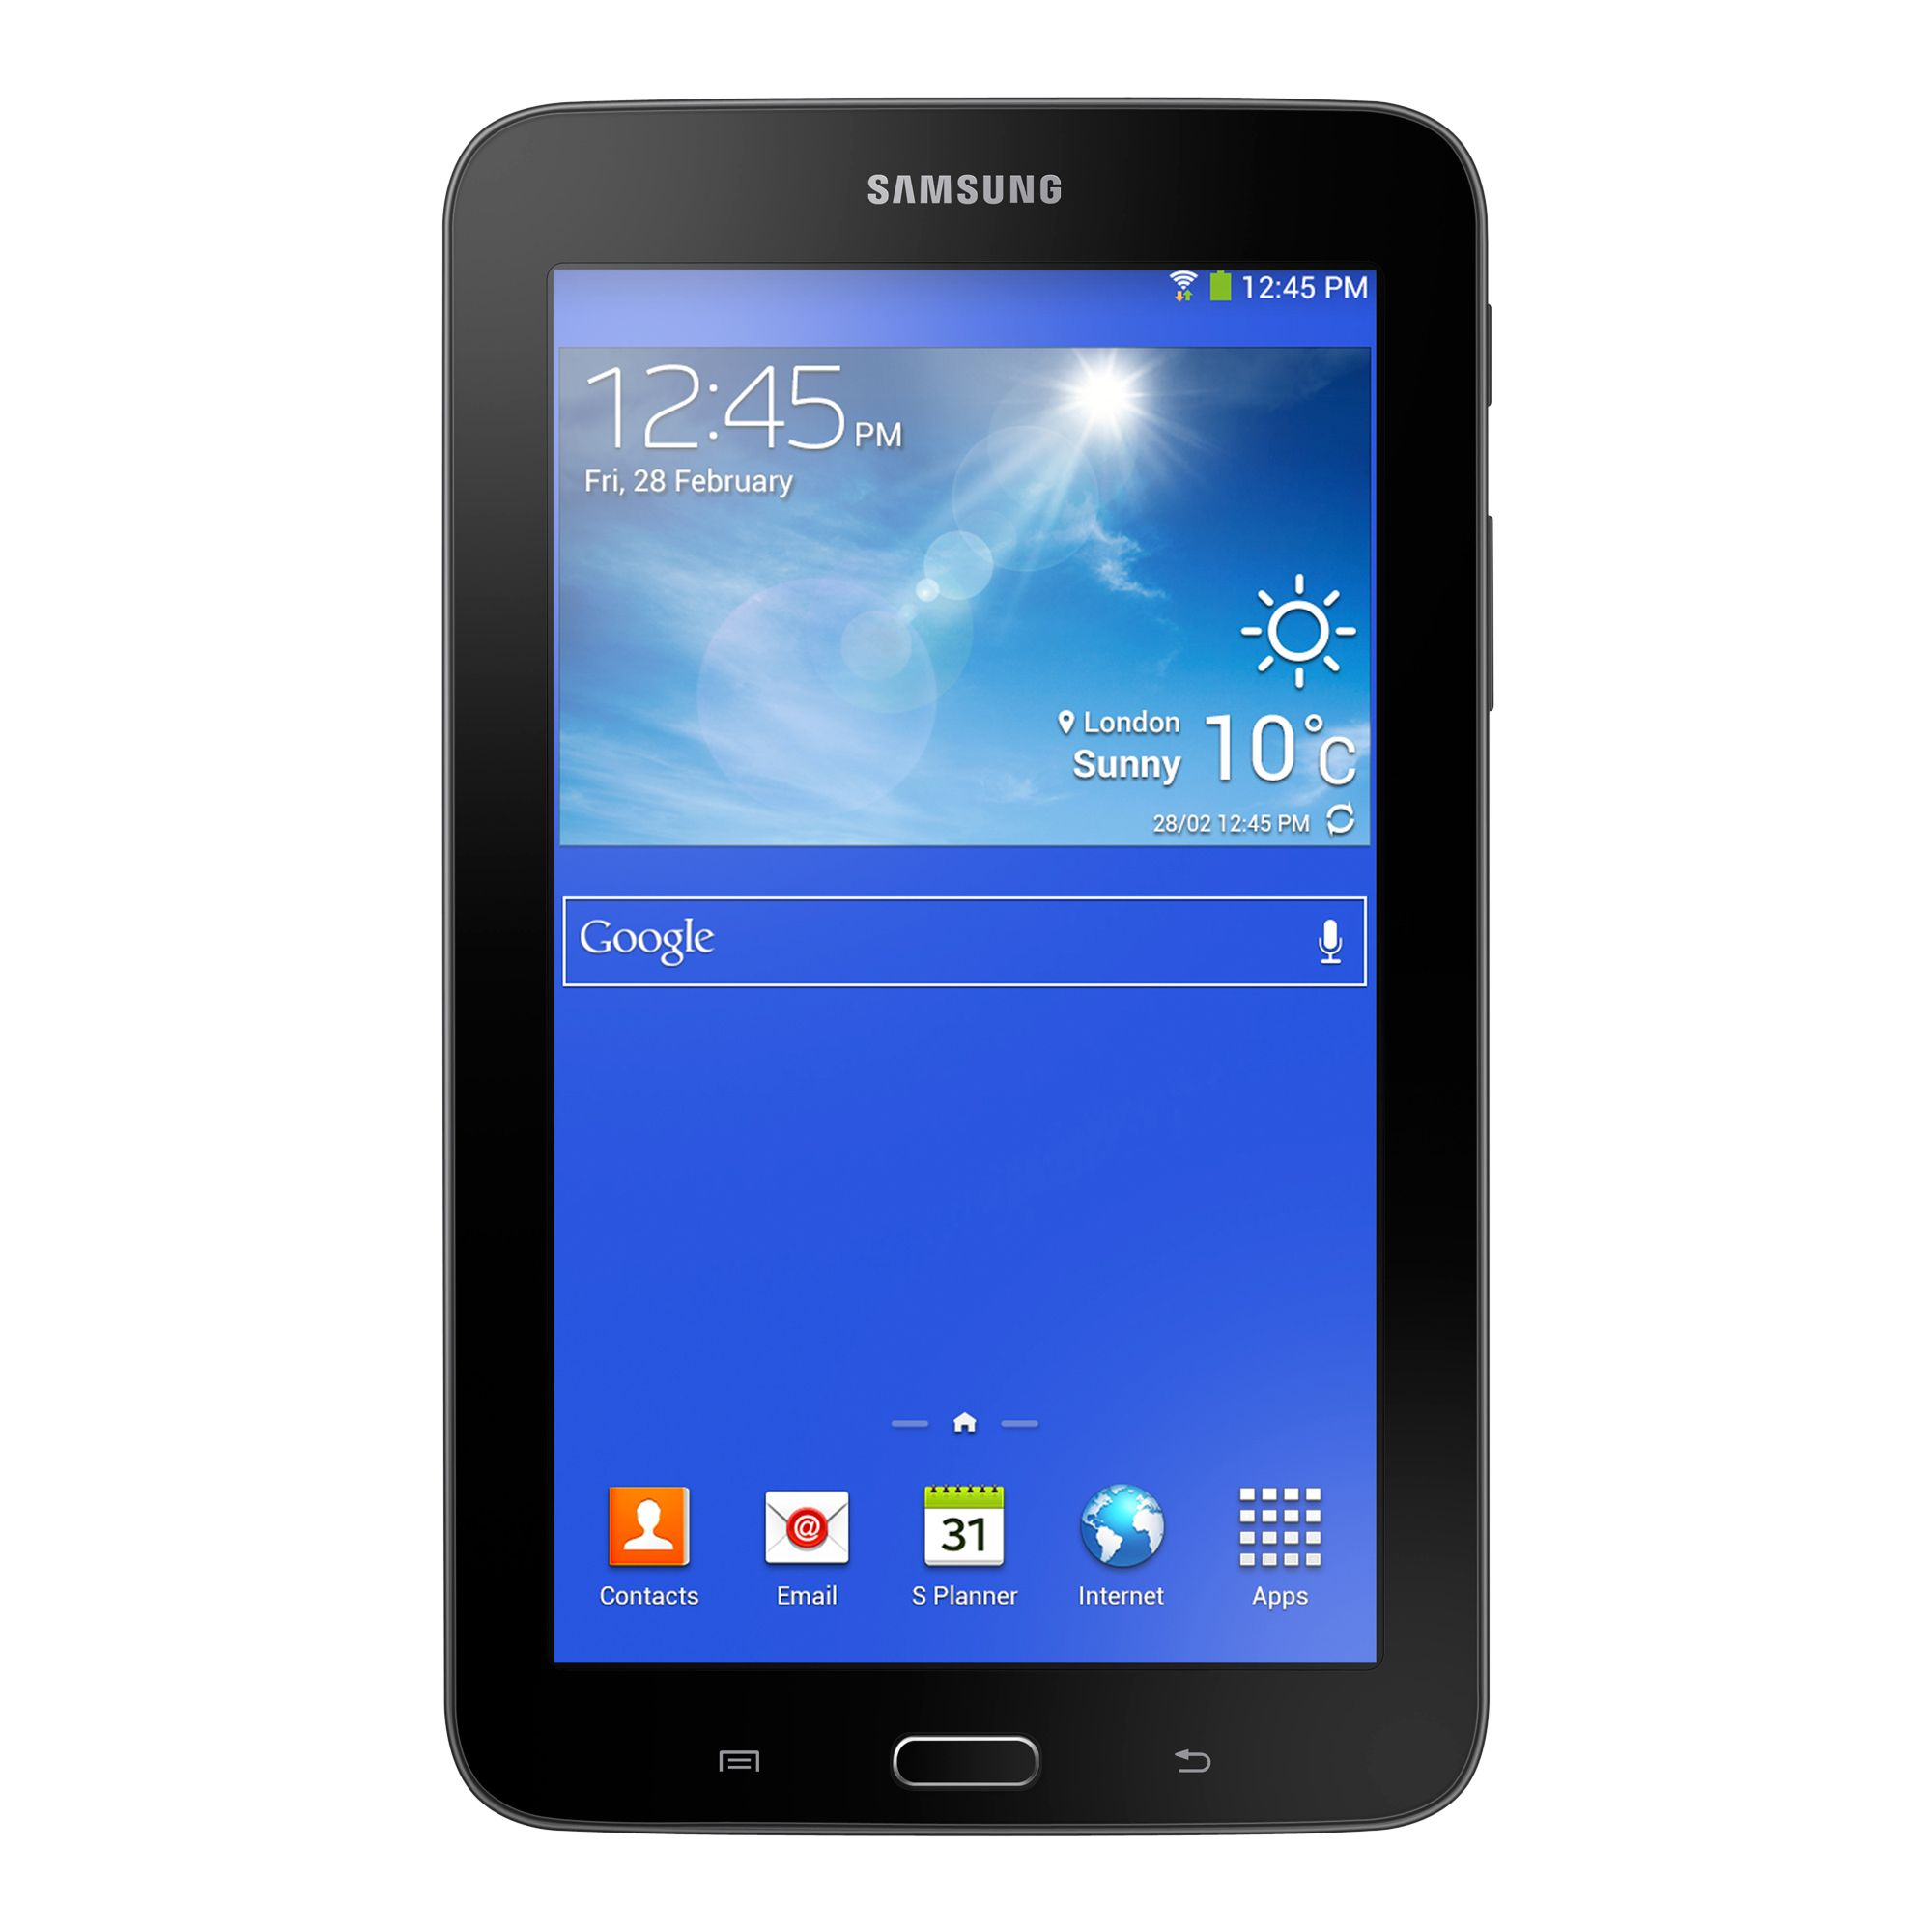 SAMSUNG
12:45 PM
12:45 PM
Fri, 28 February
London
Sunny
10°C
28/02 12:45 PM
Google
@
31
Contacts
Email
S Planner
Internet
Apps